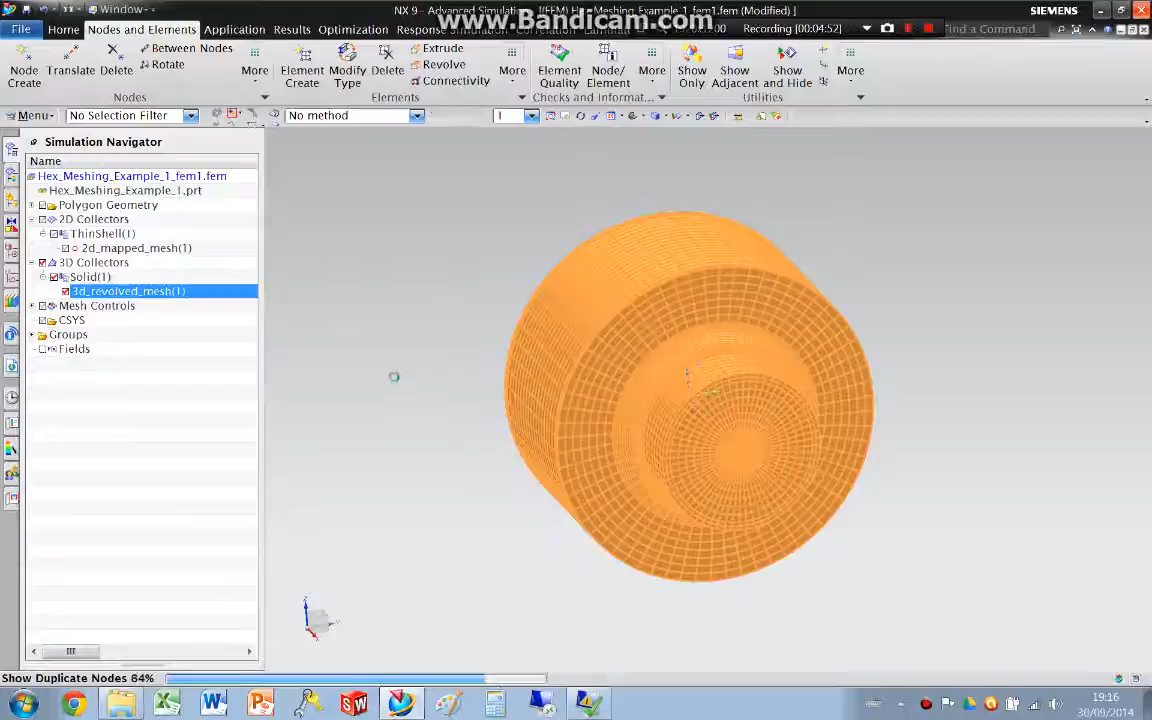 Window
NX 9 - Advanced Simulation
Meshing_Example_1_fem1.fem (Modified) ]
SIEMENS
www.Bandicam.com
File
Home
Nodes and Elements
Application
Results
Optimization
Response
Recording [00:04:52]
Find a Command
Node Create
Translate
Delete
Between Nodes
Rotate
More
Element Create
Modify Type
Delete
Extrude
Revolve
Connectivity
More
Element Quality
Node/ Element
More
Show Only
Show Adjacent
Show and Hide
More
Nodes
Elements
Checks and Informat...
Utilities
Menu
No Selection Filter
No method
1
Simulation Navigator
Name
Hex_Meshing_Example_1_fem1.fem
Hex_Meshing_Example_1.prt
Polygon Geometry
2D Collectors
ThinShell(1)
2d_mapped_mesh(1)
3D Collectors
Solid(1)
3d_revolved_mesh(1)
Mesh Controls
CSYS
Groups
Fields
Show Duplicate Nodes 64%
19:16
30/09/2014